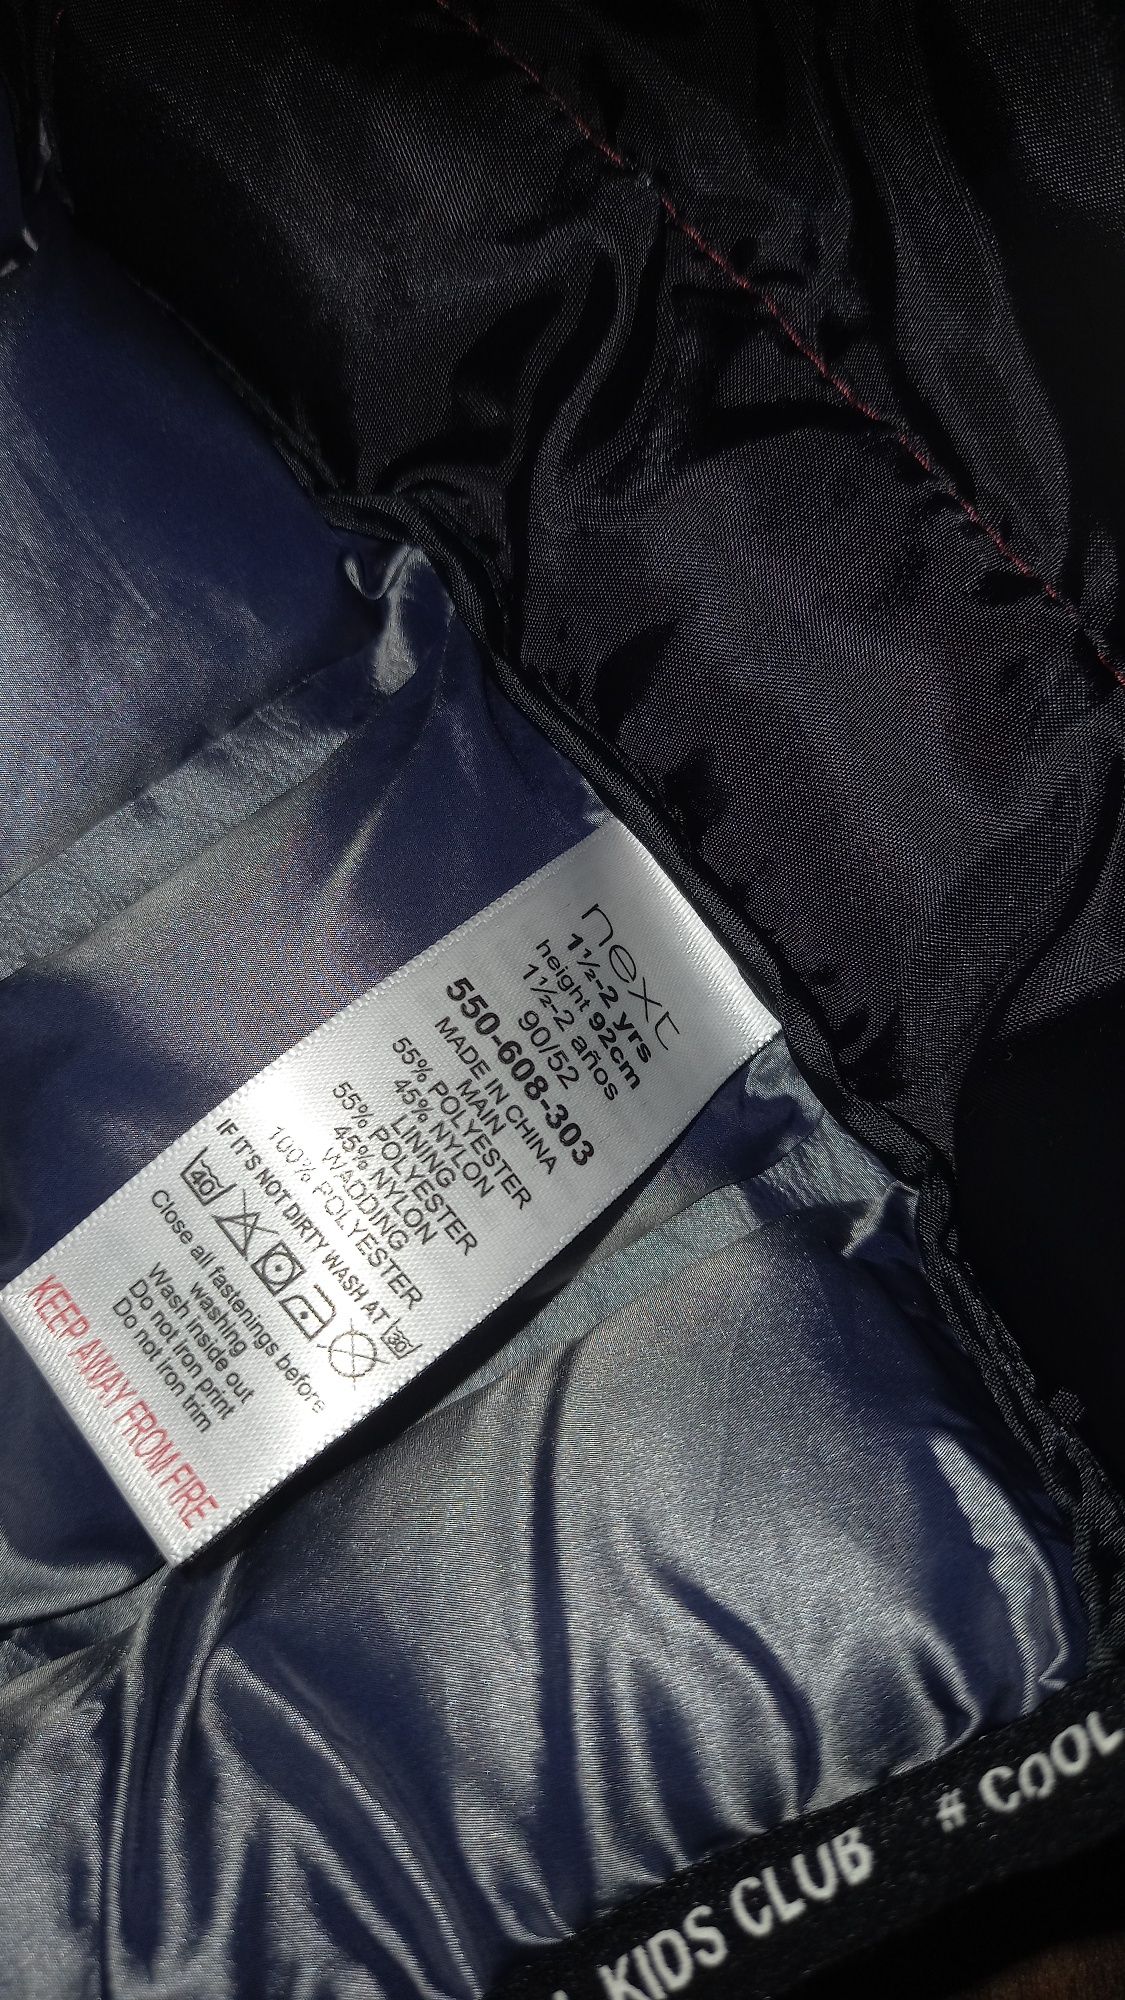 next
1½-2 yrs
height 92cm
1½-2 años
90/52
550-608-303
MADE IN CHINA
MAIN
55% POLYESTER
45% NYLON
LINING
55% POLYESTER
45% NYLON
WADDING
100% POLYESTER
IF IT'S NOT DIRTY WASH AT 30
40
Close all fastenings before
washing
Wash inside out
Do not iron print
Do not iron trim
KEEP AWAY FROM FIRE
KIDS CLUB # COOL